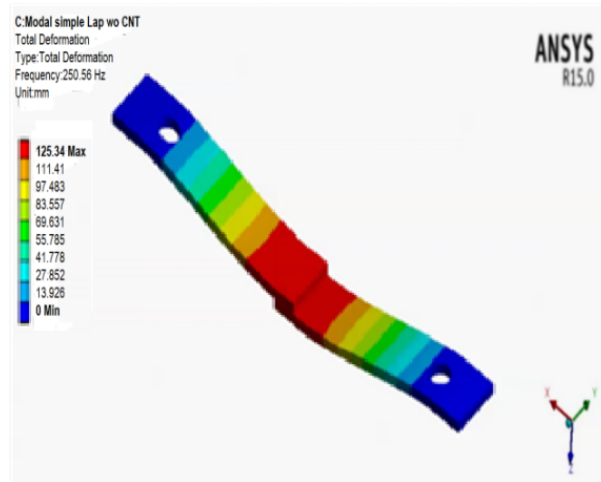 C:Modal simple Lap wo CNT
Total Deformation
Type:Total Deformation
Frequency:250.56 Hz
Unit:mm
ANSYS
R15.0
125.34 Max
111.41
97.483
83.557
69.631
55.785
41.778
27.852
13.926
0 Min
X
Y
Z